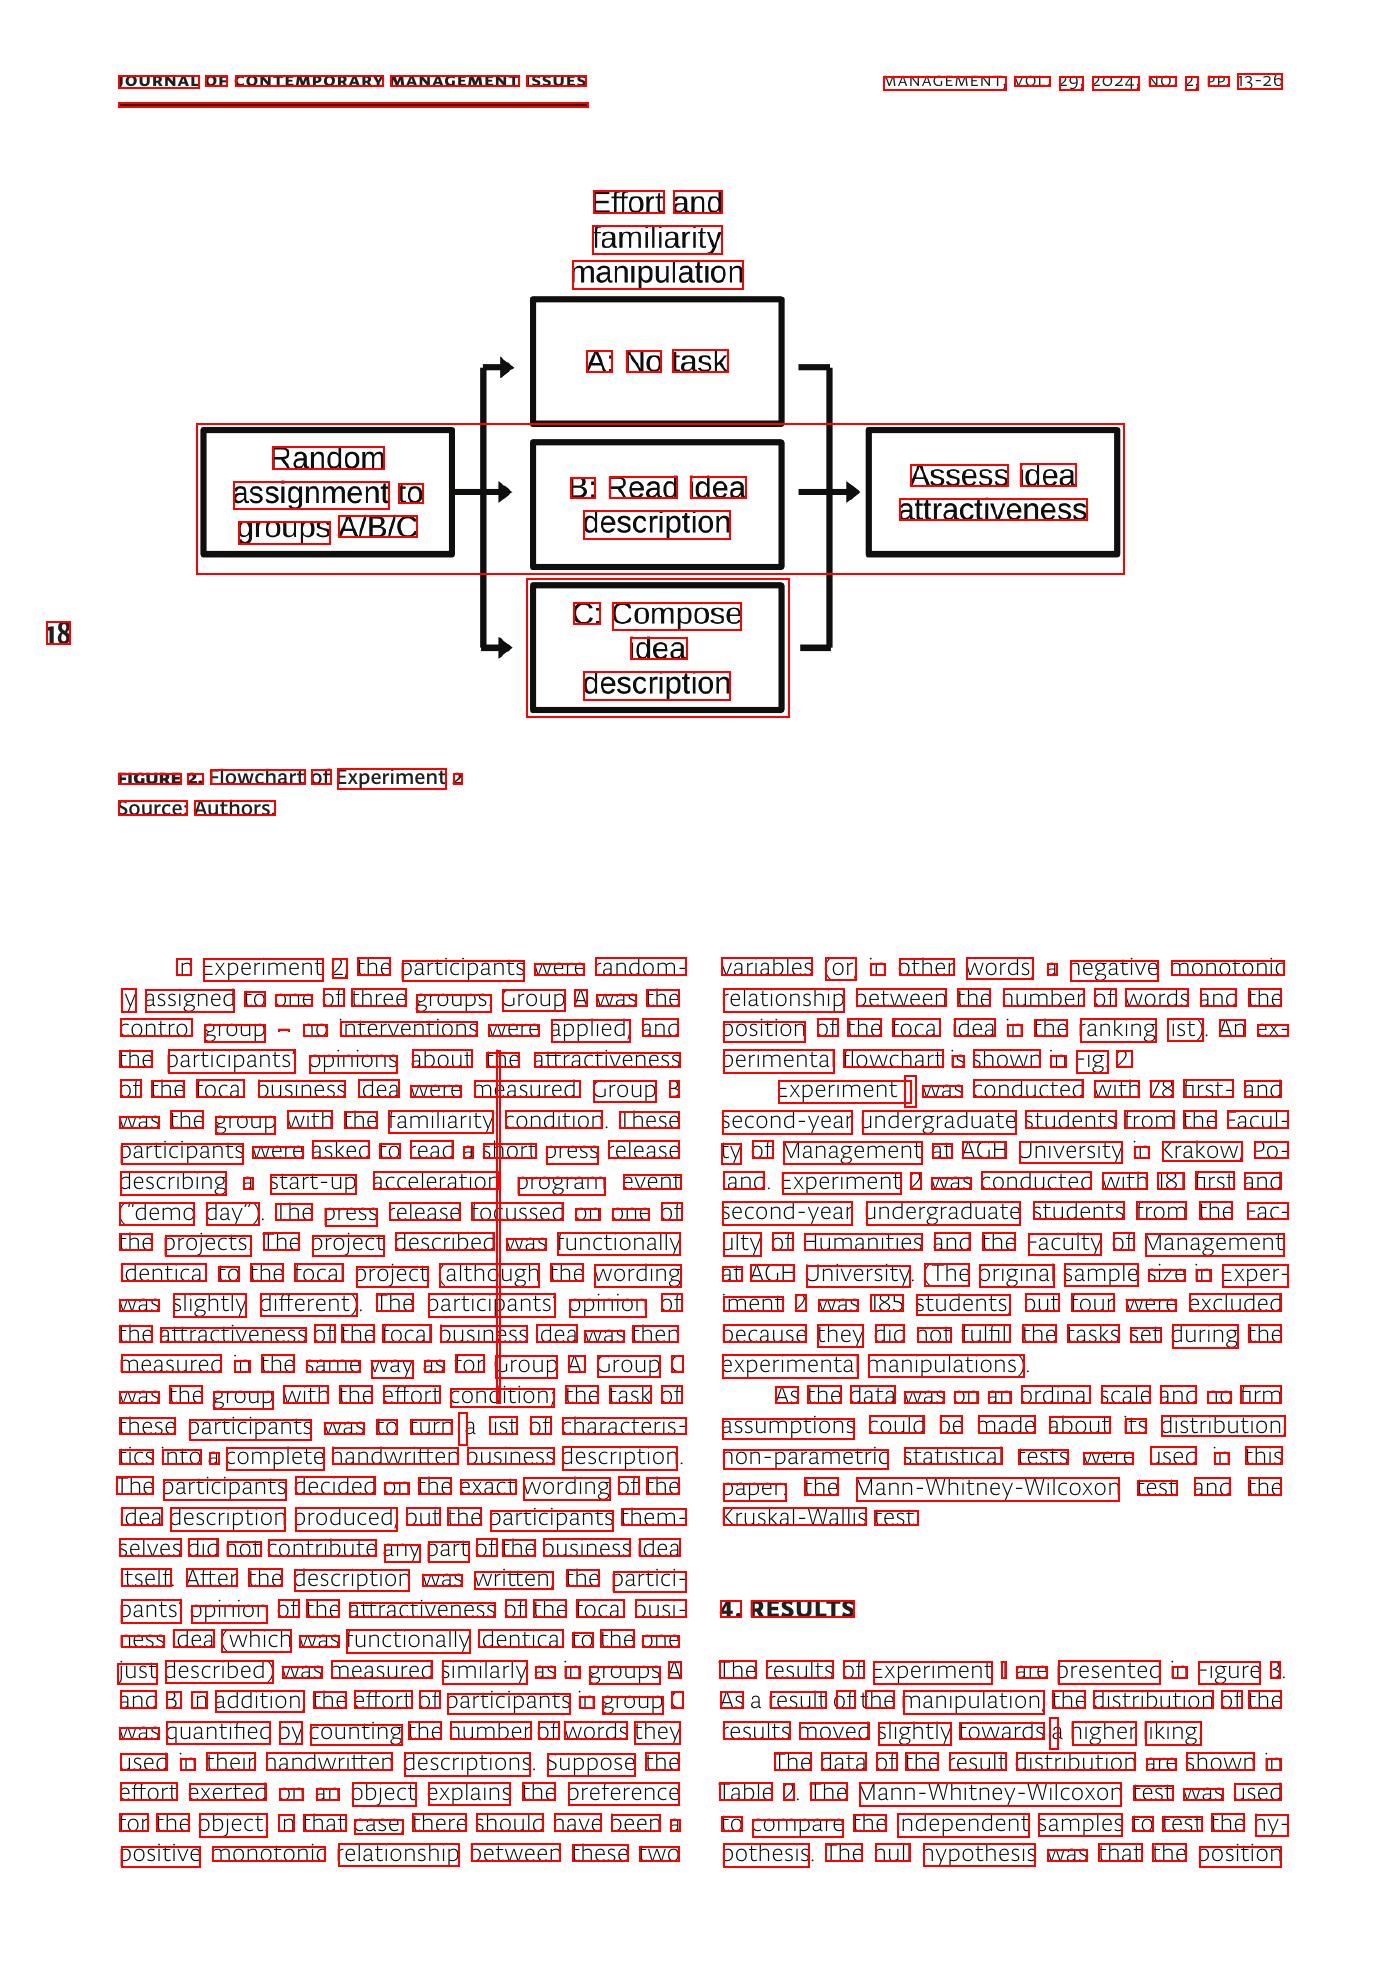 JOURNAL OF CONTEMPORARY MANAGEMENT ISSUES
MANAGEMENT, VOL. 29, 2024, NO. 2, PP. 13-26
Effort and
familiarity
manipulation
A: No task
Random
assignment to
groups A/B/C
B: Read idea
description
Assess idea
attractiveness
C: Compose
idea
description
18
FIGURE 2. Flowchart of Experiment 2
Source: Authors.
In Experiment 2, the participants were random-
ly assigned to one of three groups. Group A was the
control group – no interventions were applied, and
the participants' opinions about the attractiveness
of the focal business idea were measured. Group B
was the group with the familiarity condition. These
participants were asked to read a short press release
describing a start-up acceleration program event
("demo day"). The press release focussed on one of
the projects. The project described was functionally
identical to the focal project (although the wording
was slightly different). The participants' opinion of
the attractiveness of the focal business idea was then
measured in the same way as for Group A. Group C
was the group with the effort condition; the task of
these participants was to turn a list of characteris-
tics into a complete handwritten business description.
The participants decided on the exact wording of the
idea description produced, but the participants them-
selves did not contribute any part of the business idea
itself. After the description was written, the partici-
pants' opinion of the attractiveness of the focal busi-
ness idea (which was functionally identical to the one
just described) was measured similarly as in groups A
and B. In addition, the effort of participants in group C
was quantified by counting the number of words they
used in their handwritten descriptions. Suppose the
effort exerted on an object explains the preference
for the object. In that case, there should have been a
positive monotonic relationship between these two
variables (or, in other words, a negative monotonic
relationship between the number of words and the
position of the focal idea in the ranking list). An ex-
perimental flowchart is shown in Fig. 2.
Experiment 1 was conducted with 78 first- and
second-year undergraduate students from the Facul-
ty of Management at AGH University in Krakow, Po-
land. Experiment 2 was conducted with 181 first and
second-year undergraduate students from the Fac-
ulty of Humanities and the Faculty of Management
at AGH University. (The original sample size in Exper-
iment 2 was 185 students, but four were excluded
because they did not fulfil the tasks set during the
experimental manipulations).
As the data was on an ordinal scale and no firm
assumptions could be made about its distribution,
non-parametric statistical tests were used in this
paper: the Mann-Whitney-Wilcoxon test and the
Kruskal-Wallis test.
4. RESULTS
The results of Experiment 1 are presented in Figure 3.
As a result of the manipulation, the distribution of the
results moved slightly towards a higher liking.
The data of the result distribution are shown in
Table 2. The Mann-Whitney-Wilcoxon test was used
to compare the independent samples to test the hy-
pothesis. The null hypothesis was that the position